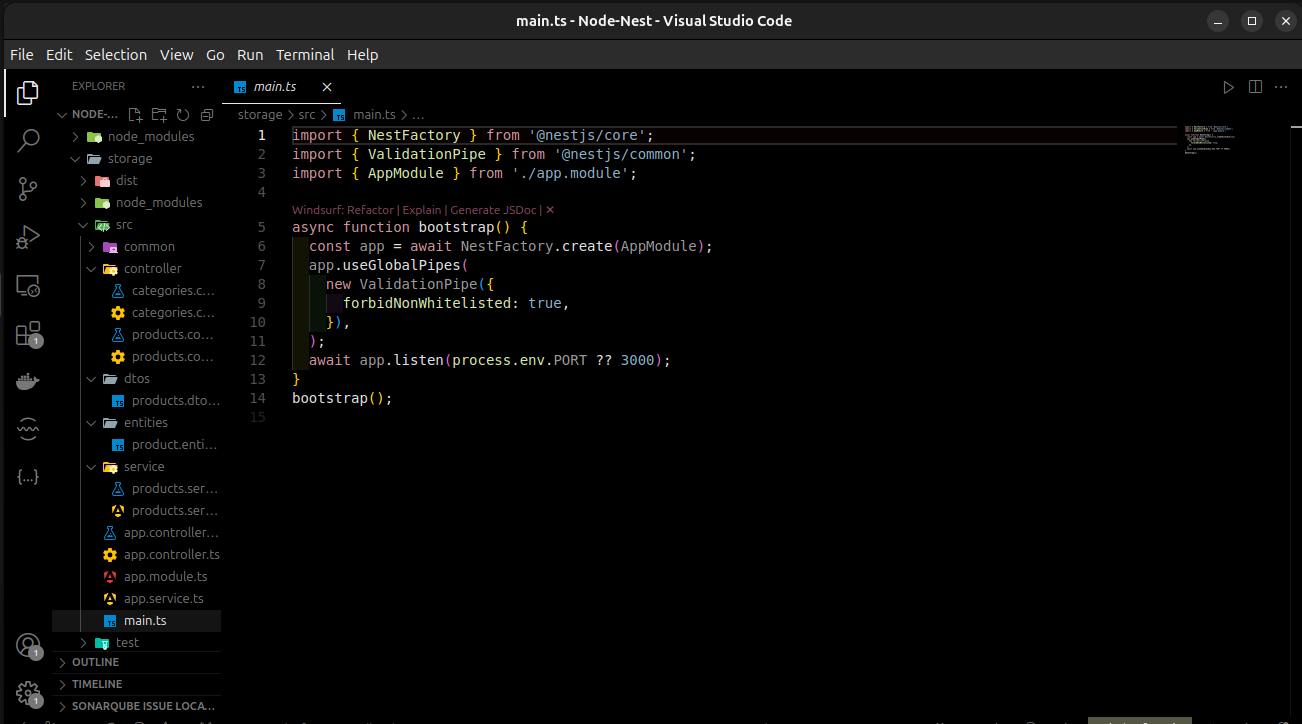 main.ts - Node-Nest - Visual Studio Code
File Edit Selection View Go Run Terminal Help
EXPLORER
NODE-...
node_modules
storage
dist
node_modules
src
common
controller
categories.c...
categories.c...
products.co...
products.co...
dtos
products.dto...
entities
product.enti...
service
products.ser...
products.ser...
app.controller...
app.controller.ts
app.module.ts
app.service.ts
main.ts
test
OUTLINE
TIMELINE
SONARQUBE ISSUE LOCA...
1
1
1
TS main.ts
storage > src > TS main.ts > ...
1 import { NestFactory } from '@nestjs/core';
2 import { ValidationPipe } from '@nestjs/common';
3 import { AppModule } from './app.module';
4
Windsurf: Refactor | Explain | Generate JSDoc | ✕
5 async function bootstrap() {
6 const app = await NestFactory.create(AppModule);
7 app.useGlobalPipes(
8 new ValidationPipe({
9 forbidNonWhitelisted: true,
10 }),
11 );
12 await app.listen(process.env.PORT ?? 3000);
13 }
14 bootstrap();
15